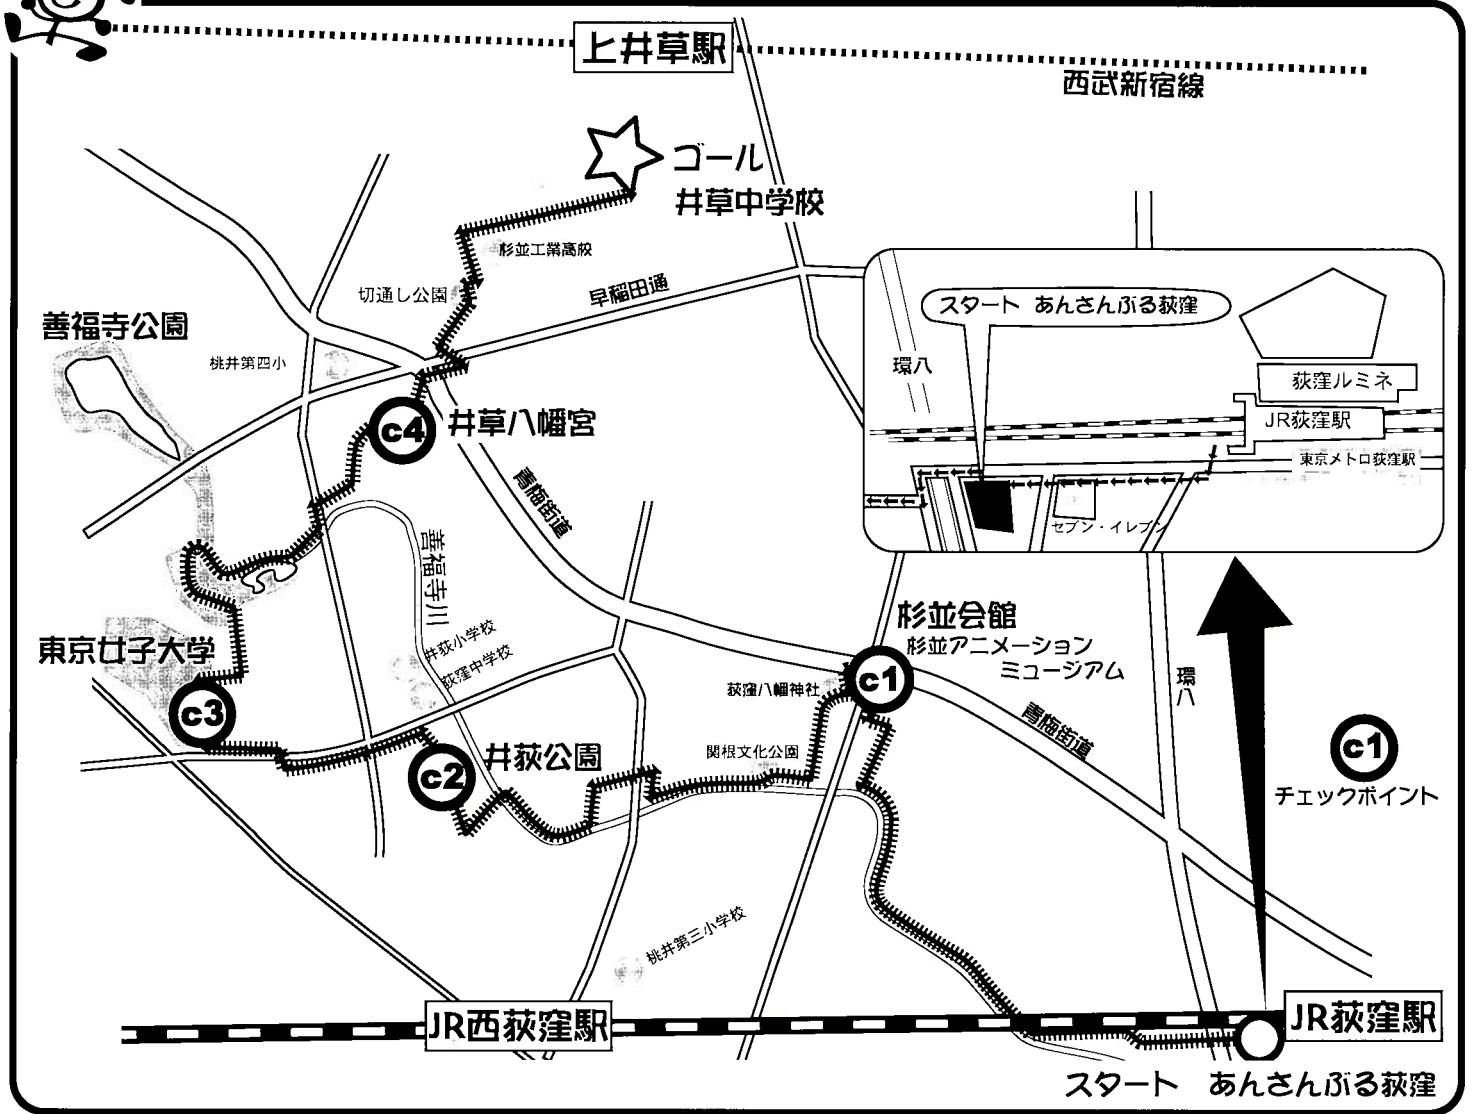 上井草駅
西武新宿線
ゴール
井草中学校
杉並工業高校
切通し公園
早稲田通
善福寺公園
桃井第四小
c4
井草八幡宮
青梅街道
善福寺川
スタート あんさんぶる荻窪
環八
荻窪ルミネ
JR荻窪駅
東京メトロ荻窪駅
セブン・イレブン
東京女子大学
井荻小学校
荻窪中学校
杉並会館
杉並アニメーション
ミュージアム
荻窪八幡神社
c1
c3
関根文化公園
c2
井荻公園
青梅街道
環八
c1
チェックポイント
桃井第三小学校
JR西荻窪駅
JR荻窪駅
スタート あんさんぶる荻窪